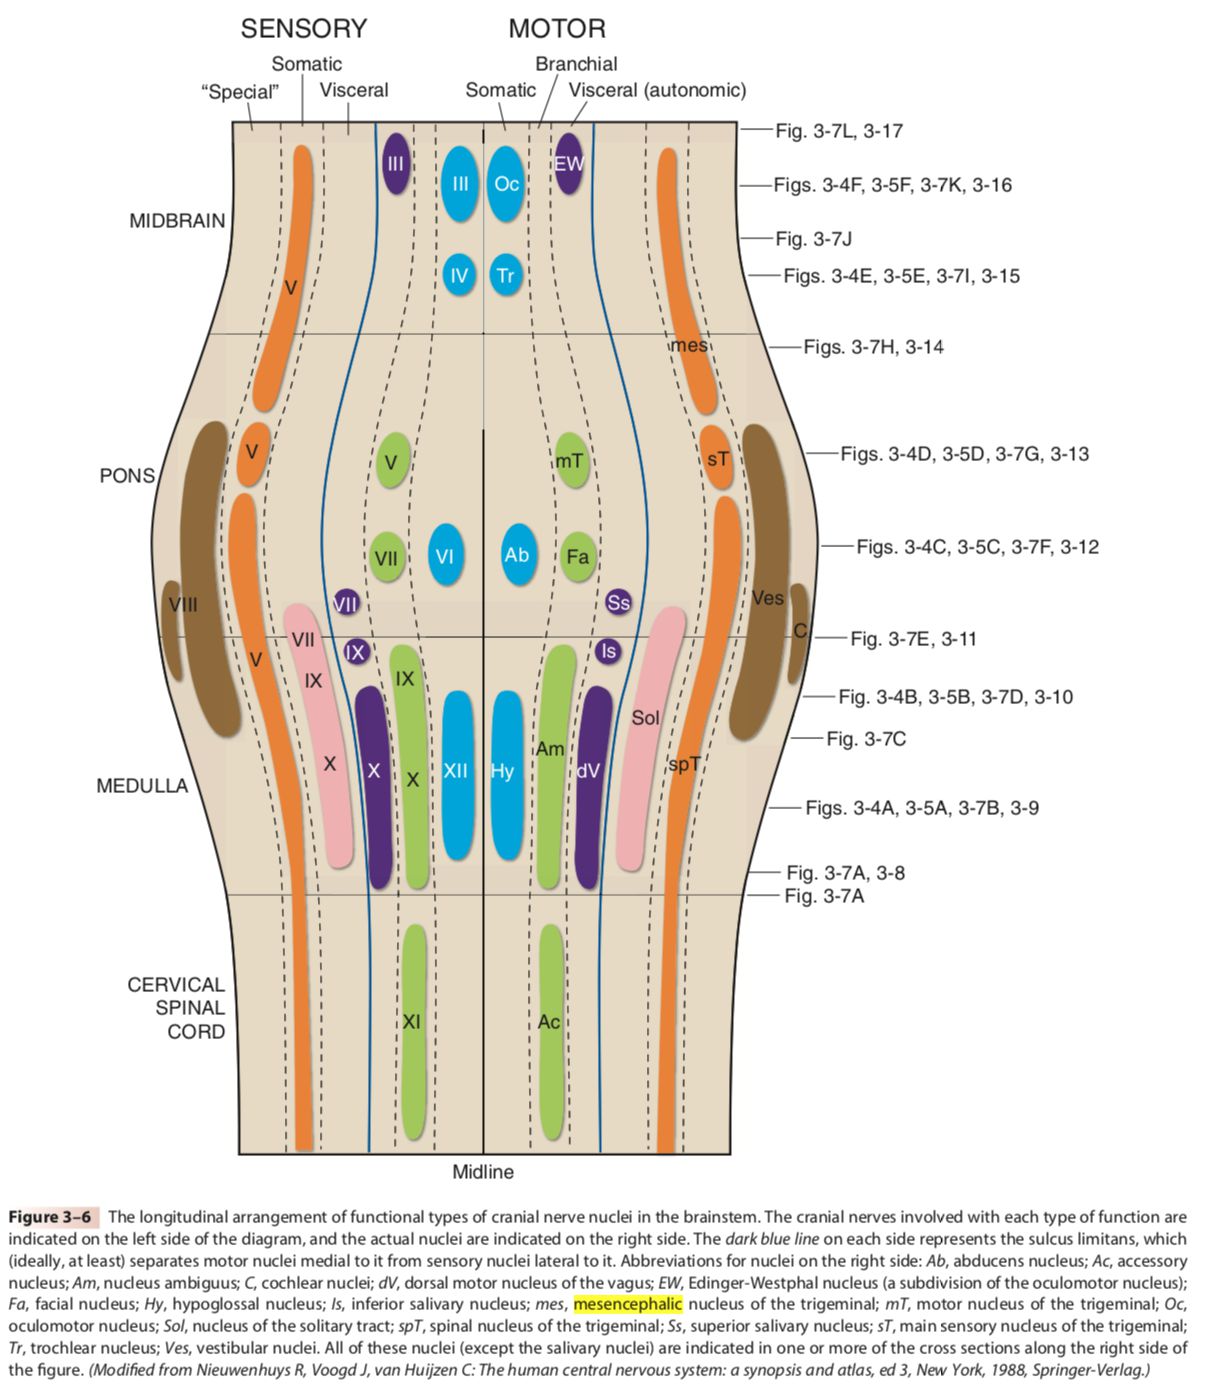 SENSORY MOTOR
Somatic Branchial
"Special" Visceral Somatic Visceral (autonomic)
Fig. 3-7L, 3-17
III EW
III Oc
Figs. 3-4F, 3-5F, 3-7K, 3-16
MIDBRAIN
Fig. 3-7J
IV Tr
Figs. 3-4E, 3-5E, 3-7I, 3-15
V
mes
Figs. 3-7H, 3-14
V V mT sT
Figs. 3-4D, 3-5D, 3-7G, 3-13
PONS
VII VI Ab Fa
Figs. 3-4C, 3-5C, 3-7F, 3-12
VIII VII Ss Ves
VII C
Fig. 3-7E, 3-11
V IX Is
IX IX
Fig. 3-4B, 3-5B, 3-7D, 3-10
Sol
Fig. 3-7C
Am
X X X XII Hy dV spT
MEDULLA
Figs. 3-4A, 3-5A, 3-7B, 3-9
Fig. 3-7A, 3-8
Fig. 3-7A
CERVICAL
SPINAL
CORD
XI Ac
Midline
Figure 3–6 The longitudinal arrangement of functional types of cranial nerve nuclei in the brainstem. The cranial nerves involved with each type of function are
indicated on the left side of the diagram, and the actual nuclei are indicated on the right side. The dark blue line on each side represents the sulcus limitans, which
(ideally, at least) separates motor nuclei medial to it from sensory nuclei lateral to it. Abbreviations for nuclei on the right side: Ab, abducens nucleus; Ac, accessory
nucleus; Am, nucleus ambiguus; C, cochlear nuclei; dV, dorsal motor nucleus of the vagus; EW, Edinger-Westphal nucleus (a subdivision of the oculomotor nucleus);
Fa, facial nucleus; Hy, hypoglossal nucleus; Is, inferior salivary nucleus; mes, mesencephalic nucleus of the trigeminal; mT, motor nucleus of the trigeminal; Oc,
oculomotor nucleus; Sol, nucleus of the solitary tract; spT, spinal nucleus of the trigeminal; Ss, superior salivary nucleus; sT, main sensory nucleus of the trigeminal;
Tr, trochlear nucleus; Ves, vestibular nuclei. All of these nuclei (except the salivary nuclei) are indicated in one or more of the cross sections along the right side of
the figure. (Modified from Nieuwenhuys R, Voogd J, van Huijzen C: The human central nervous system: a synopsis and atlas, ed 3, New York, 1988, Springer-Verlag.)